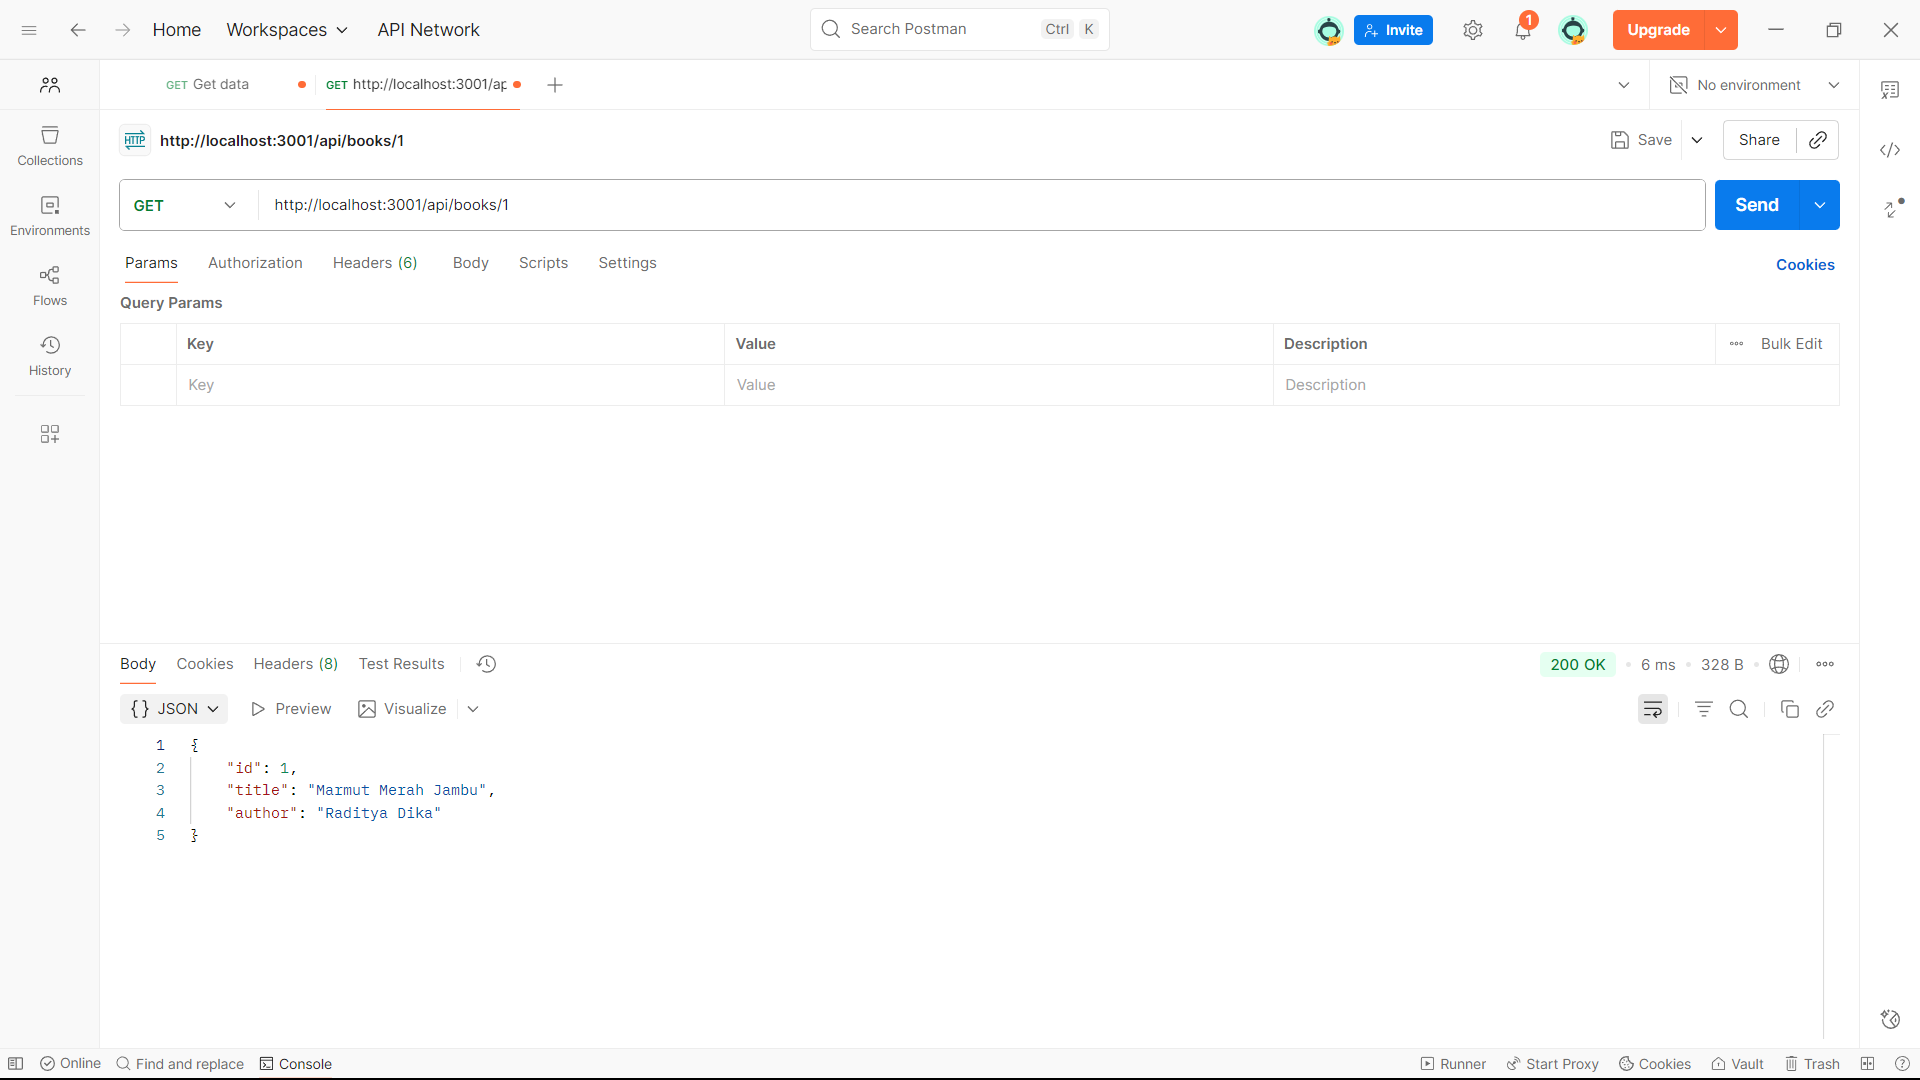 Home Workspaces API Network Search Postman Ctrl K Invite 1 Upgrade
GET Get data GET http://localhost:3001/ap No environment
HTTP http://localhost:3001/api/books/1 Save Share
Collections
Environments
Flows
History
GET http://localhost:3001/api/books/1 Send
Params Authorization Headers (6) Body Scripts Settings Cookies
Query Params
Key Value Description Bulk Edit
Key Value Description
Body Cookies Headers (8) Test Results 200 OK • 6 ms • 328 B •
{} JSON Preview Visualize
1 {
2 "id": 1,
3 "title": "Marmut Merah Jambu",
4 "author": "Raditya Dika"
5 }
Online Find and replace Console Runner Start Proxy Cookies Vault Trash